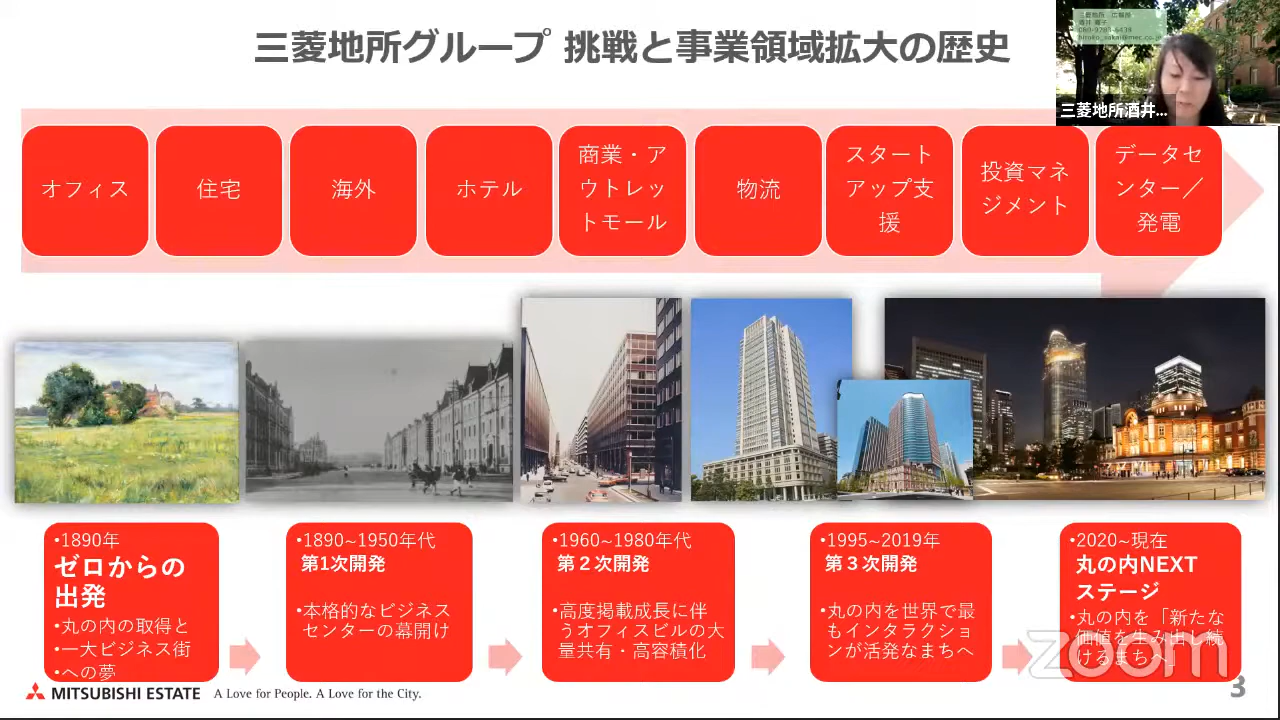 三菱地所グループ 挑戦と事業領域拡大の歴史
三菱地所 広報部
三菱地所酒井...
オフィス
住宅
海外
ホテル
商業・ア
ウトレッ
トモール
物流
スタート
アップ支
援
投資マネ
ジメント
データセ
ンター／
発電
•1890年
ゼロからの
出発
•丸の内の取得と
•一大ビジネス街
•への夢
•1890~1950年代
第1次開発
•本格的なビジネス
センターの幕開け
•1960~1980年代
第２次開発
•高度掲載成長に伴
うオフィスビルの大
量共有・高容積化
•1995~2019年
第３次開発
•丸の内を世界で最
もインタラクショ
ンが活発なまちへ
•2020~現在
丸の内NEXT
ステージ
•丸の内を「新たな
価値を生み出し続
けるまちへ」
zoom
MITSUBISHI ESTATE A Love for People. A Love for the City.
3